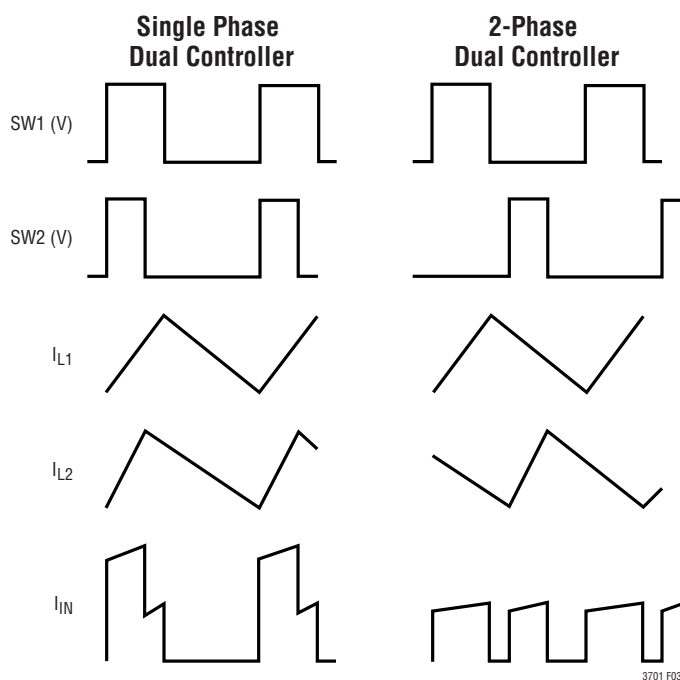 Single Phase
Dual Controller
2-Phase
Dual Controller
SW1 (V)
SW2 (V)
IL1
IL2
IIN
3701 F03